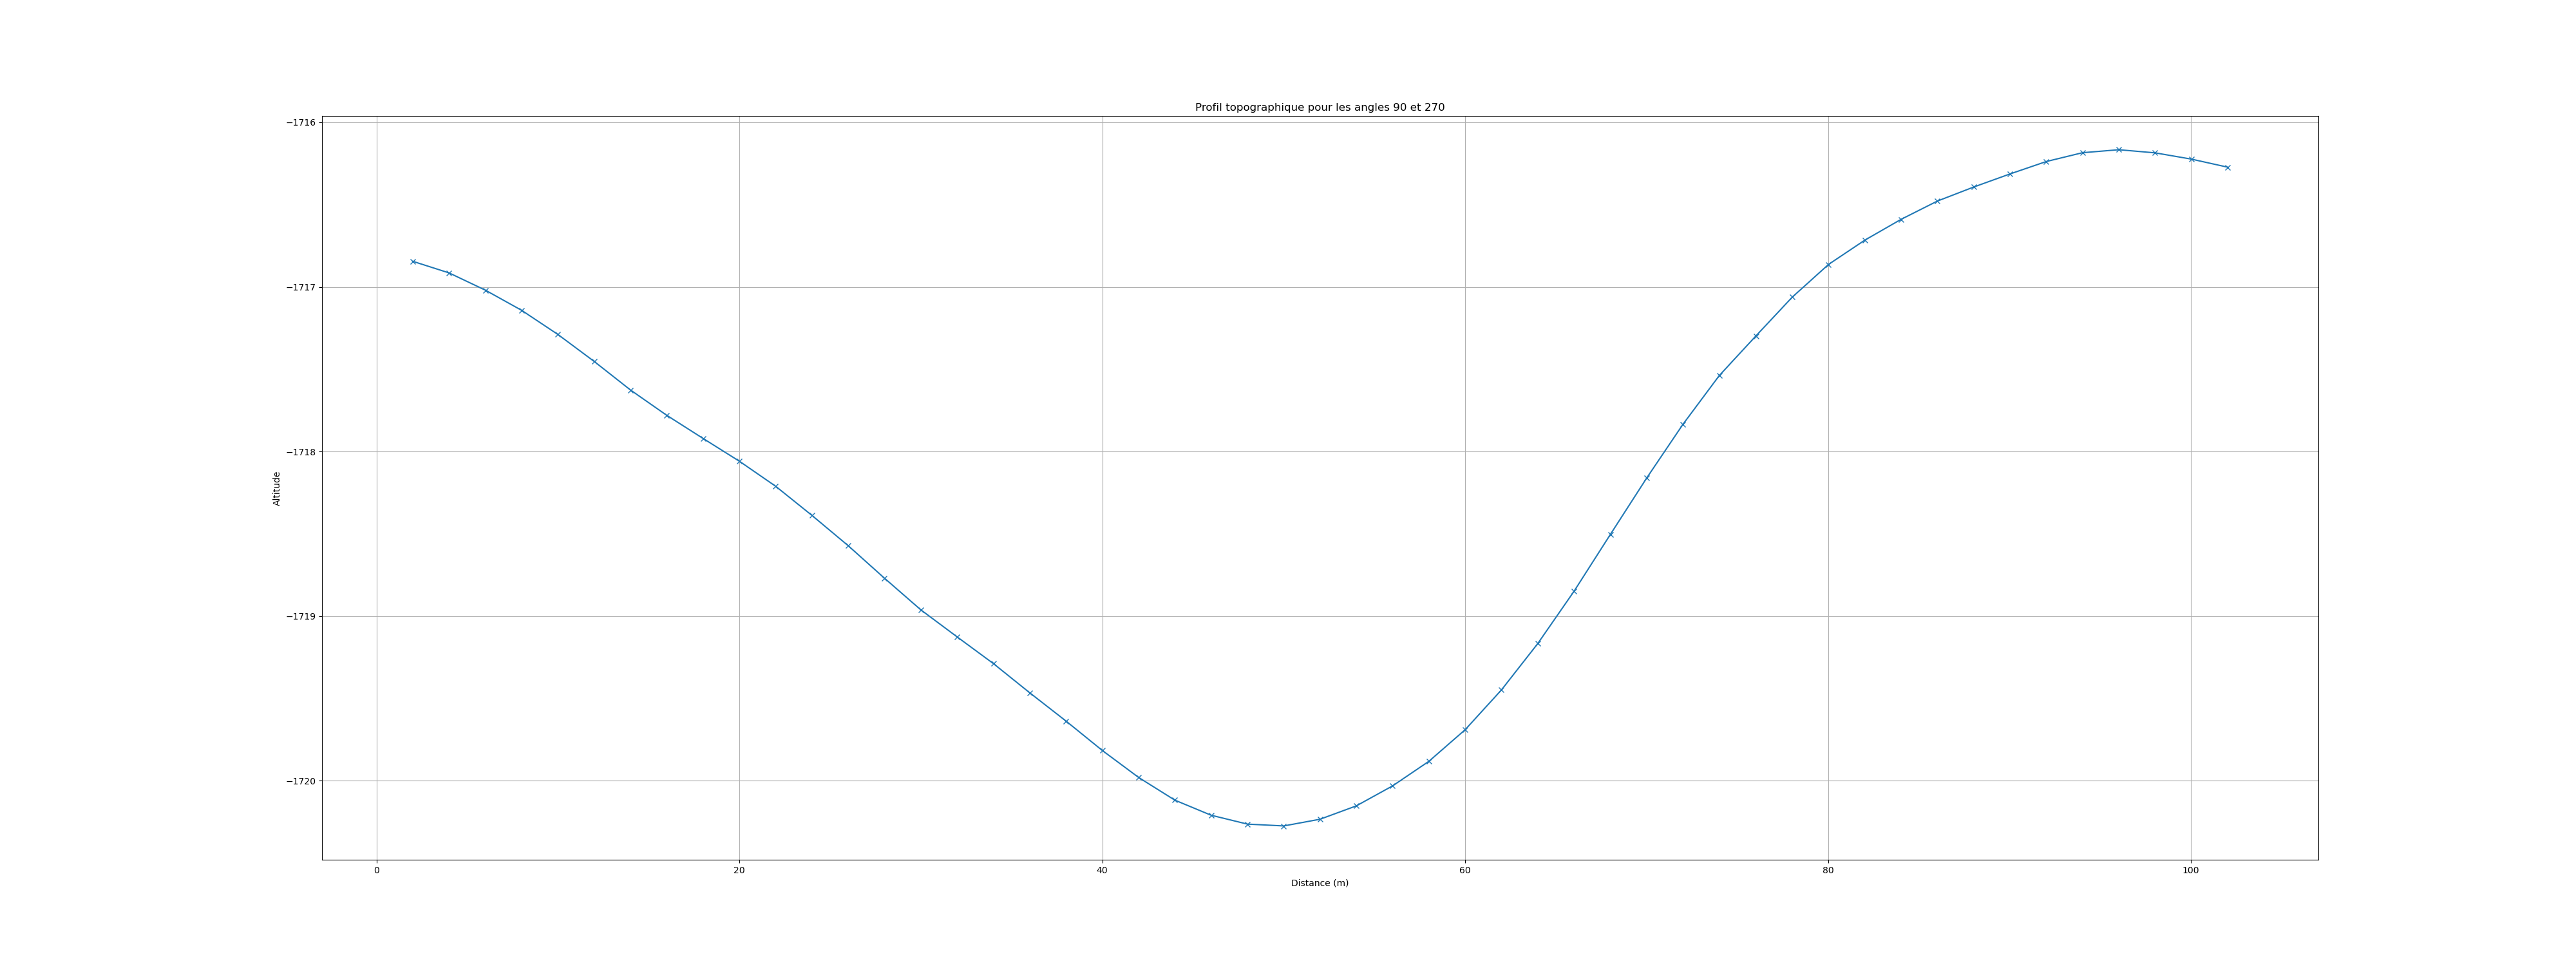 Profil topographique pour les angles 90 et 270
−1716
−1717
−1718
−1719
−1720
Altitude
0 20 40 60 80 100
Distance (m)